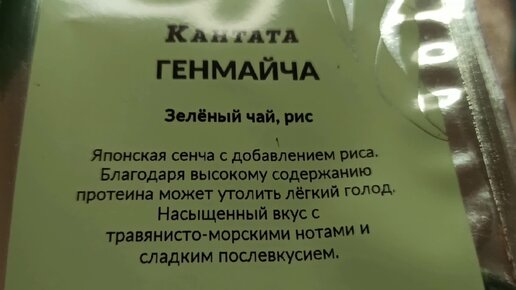 Кантата
ГЕНМАЙЧА
Зелёный чай, рис
Японская сенча с добавлением риса.
Благодаря высокому содержанию
протеина может утолить лёгкий голод.
Насыщенный вкус с
травянисто-морскими нотами и
сладким послевкусием.